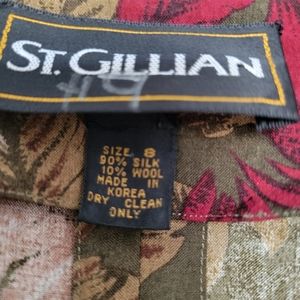 ST. GILLIAN
SIZE 8
90% SILK
10% WOOL
MADE IN
KOREA
DRY CLEAN
ONLY